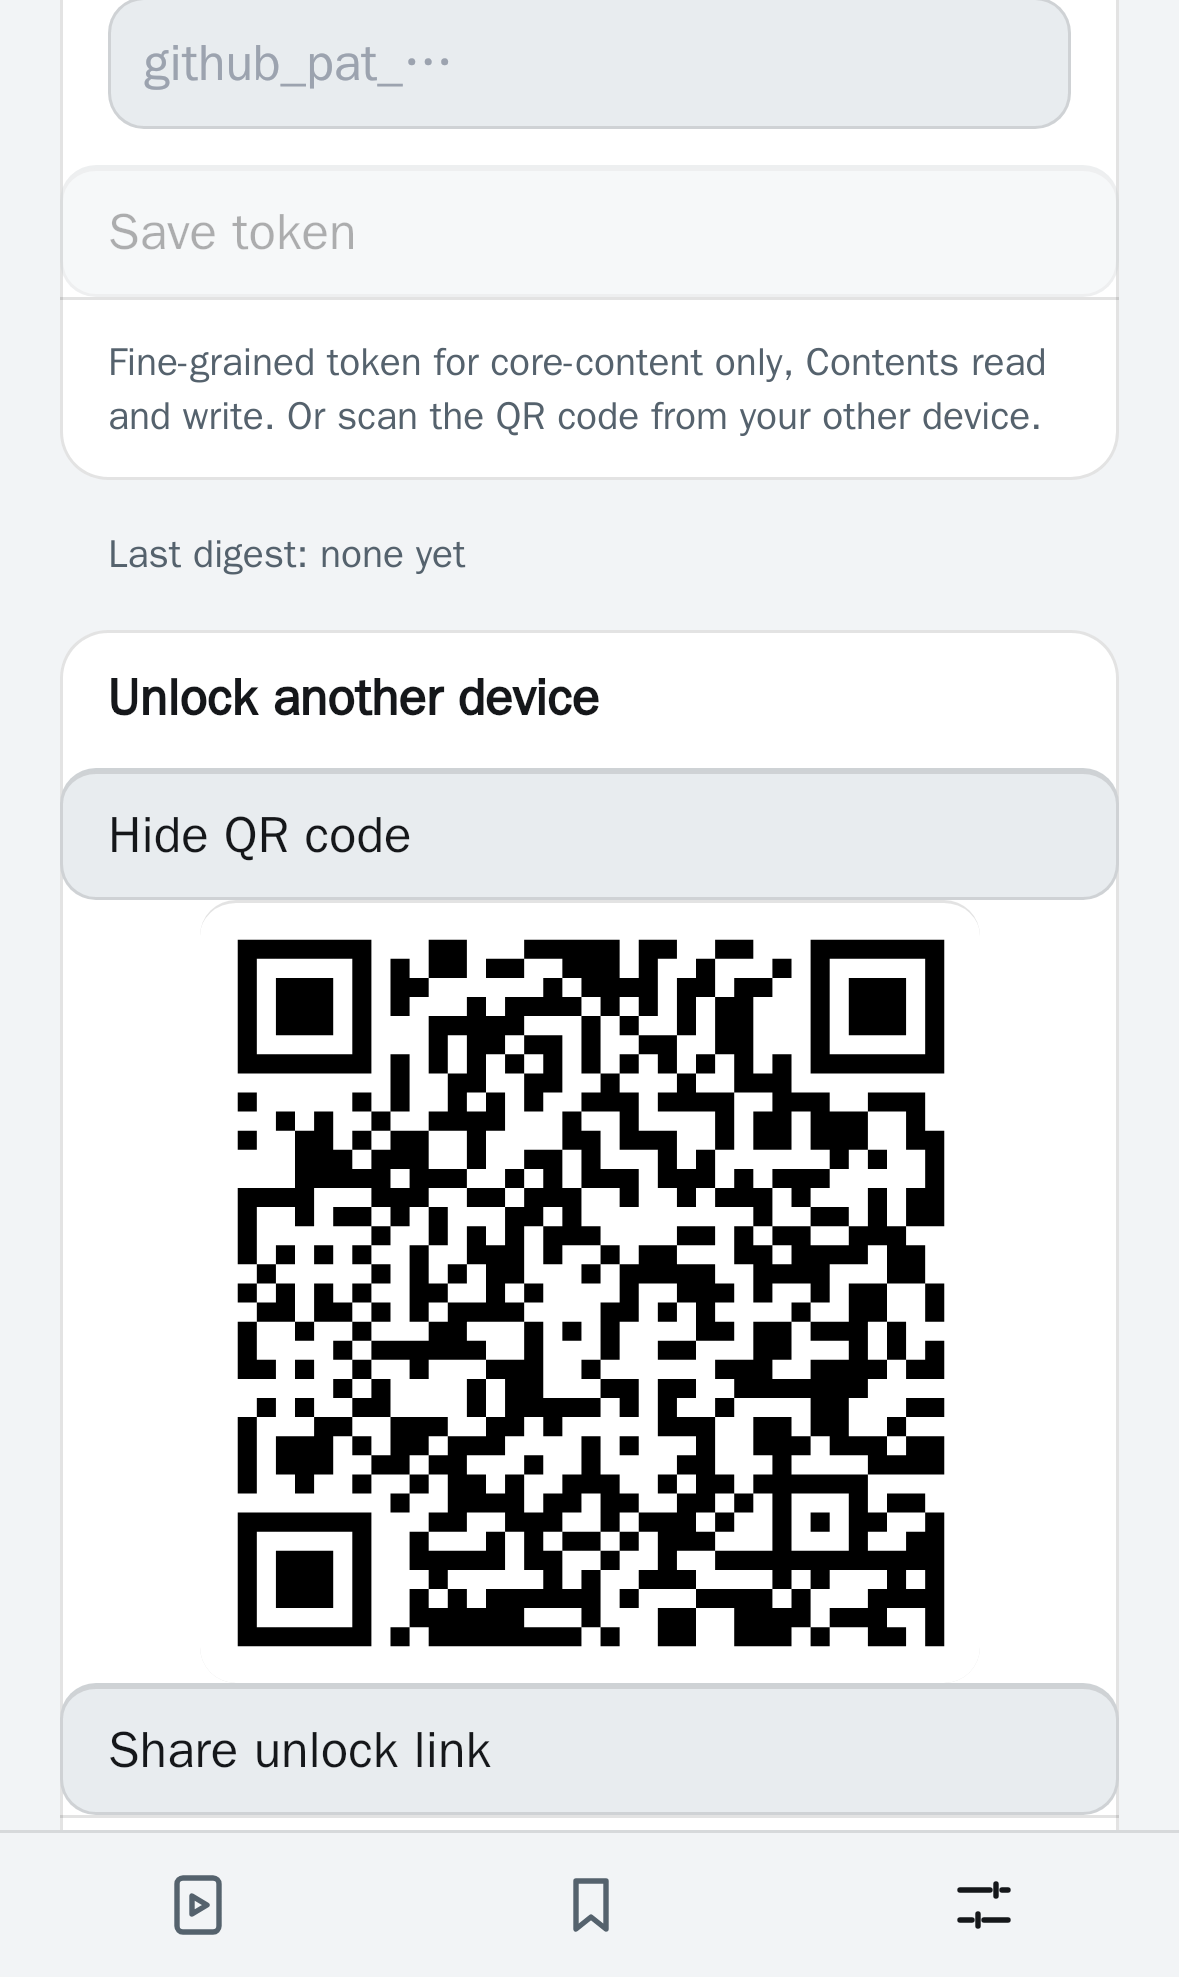 github_pat_…
Save token
Fine-grained token for core-content only, Contents read
and write. Or scan the QR code from your other device.
Last digest: none yet
Unlock another device
Hide QR code
Share unlock link